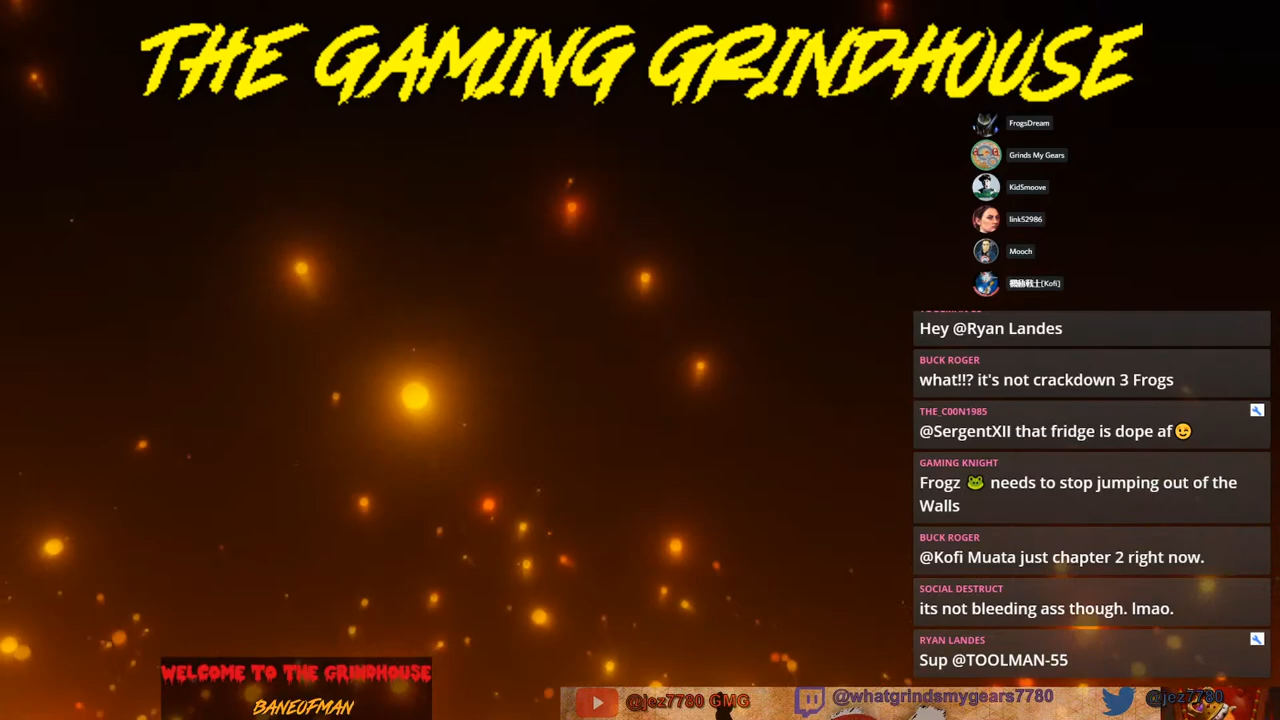 THE GAMING GRINDHOUSE
FrogsDream
Grinds My Gears
KidSmoove
link52986
Mooch
[Kofi]
Hey @Ryan Landes
BUCK ROGER
what!!? it's not crackdown 3 Frogs
THE_C00N1985
@SergentXII that fridge is dope af😉
GAMING KNIGHT
Frogz 🐸 needs to stop jumping out of the
Walls
BUCK ROGER
@Kofi Muata just chapter 2 right now.
SOCIAL DESTRUCT
its not bleeding ass though. lmao.
RYAN LANDES
Sup @TOOLMAN-55
WELCOME TO THE GRINDHOUSE
BANEOFMAN
@jez7780 GMG
@whatgrindsmygears7780
@jez7780